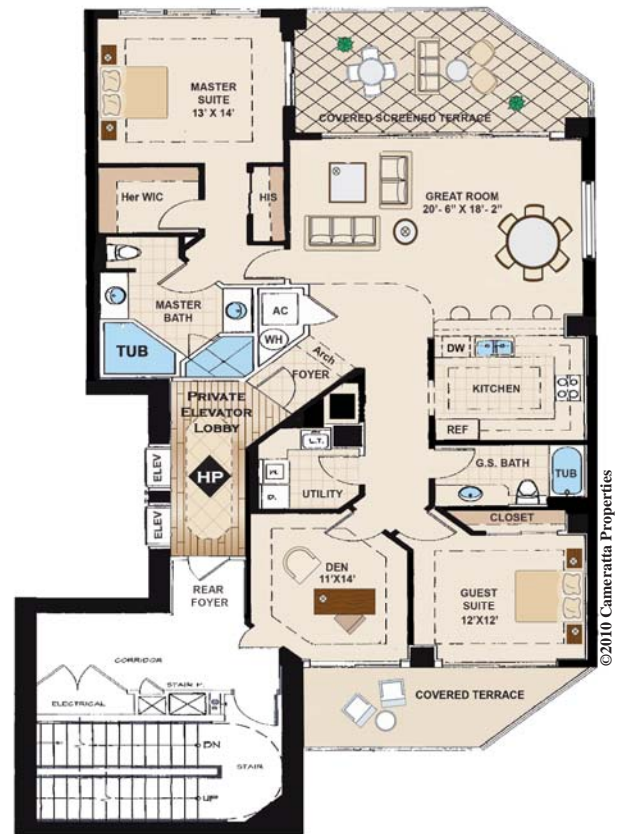 MASTER
SUITE
13' X 14'
COVERED SCREENED TERRACE
Her WIC
HIS
GREAT ROOM
20'- 6" X 18'- 2"
MASTER
BATH
AC
WH
TUB
Arch
FOYER
DW
KITCHEN
REF
PRIVATE
ELEVATOR
LOBBY
HP
ELEV
ELEV
L.T.
W.
D.
UTILITY
G.S. BATH
TUB
CLOSET
DEN
11'X14'
GUEST
SUITE
12'X12'
REAR
FOYER
CORRIDOR
STAIR P.
ELECTRICAL
DN
STAIR
UP
COVERED TERRACE
©2010 Cameratta Properties